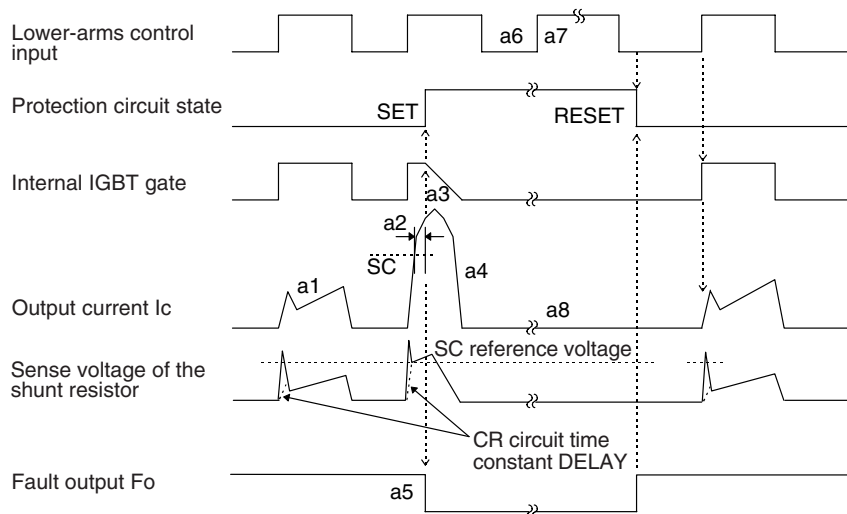 Lower-arms control
input
a6
a7
Protection circuit state
SET
RESET
Internal IGBT gate
a3
a2
SC
a4
a1
Output current Ic
a8
SC reference voltage
Sense voltage of the
shunt resistor
CR circuit time
constant DELAY
Fault output Fo
a5